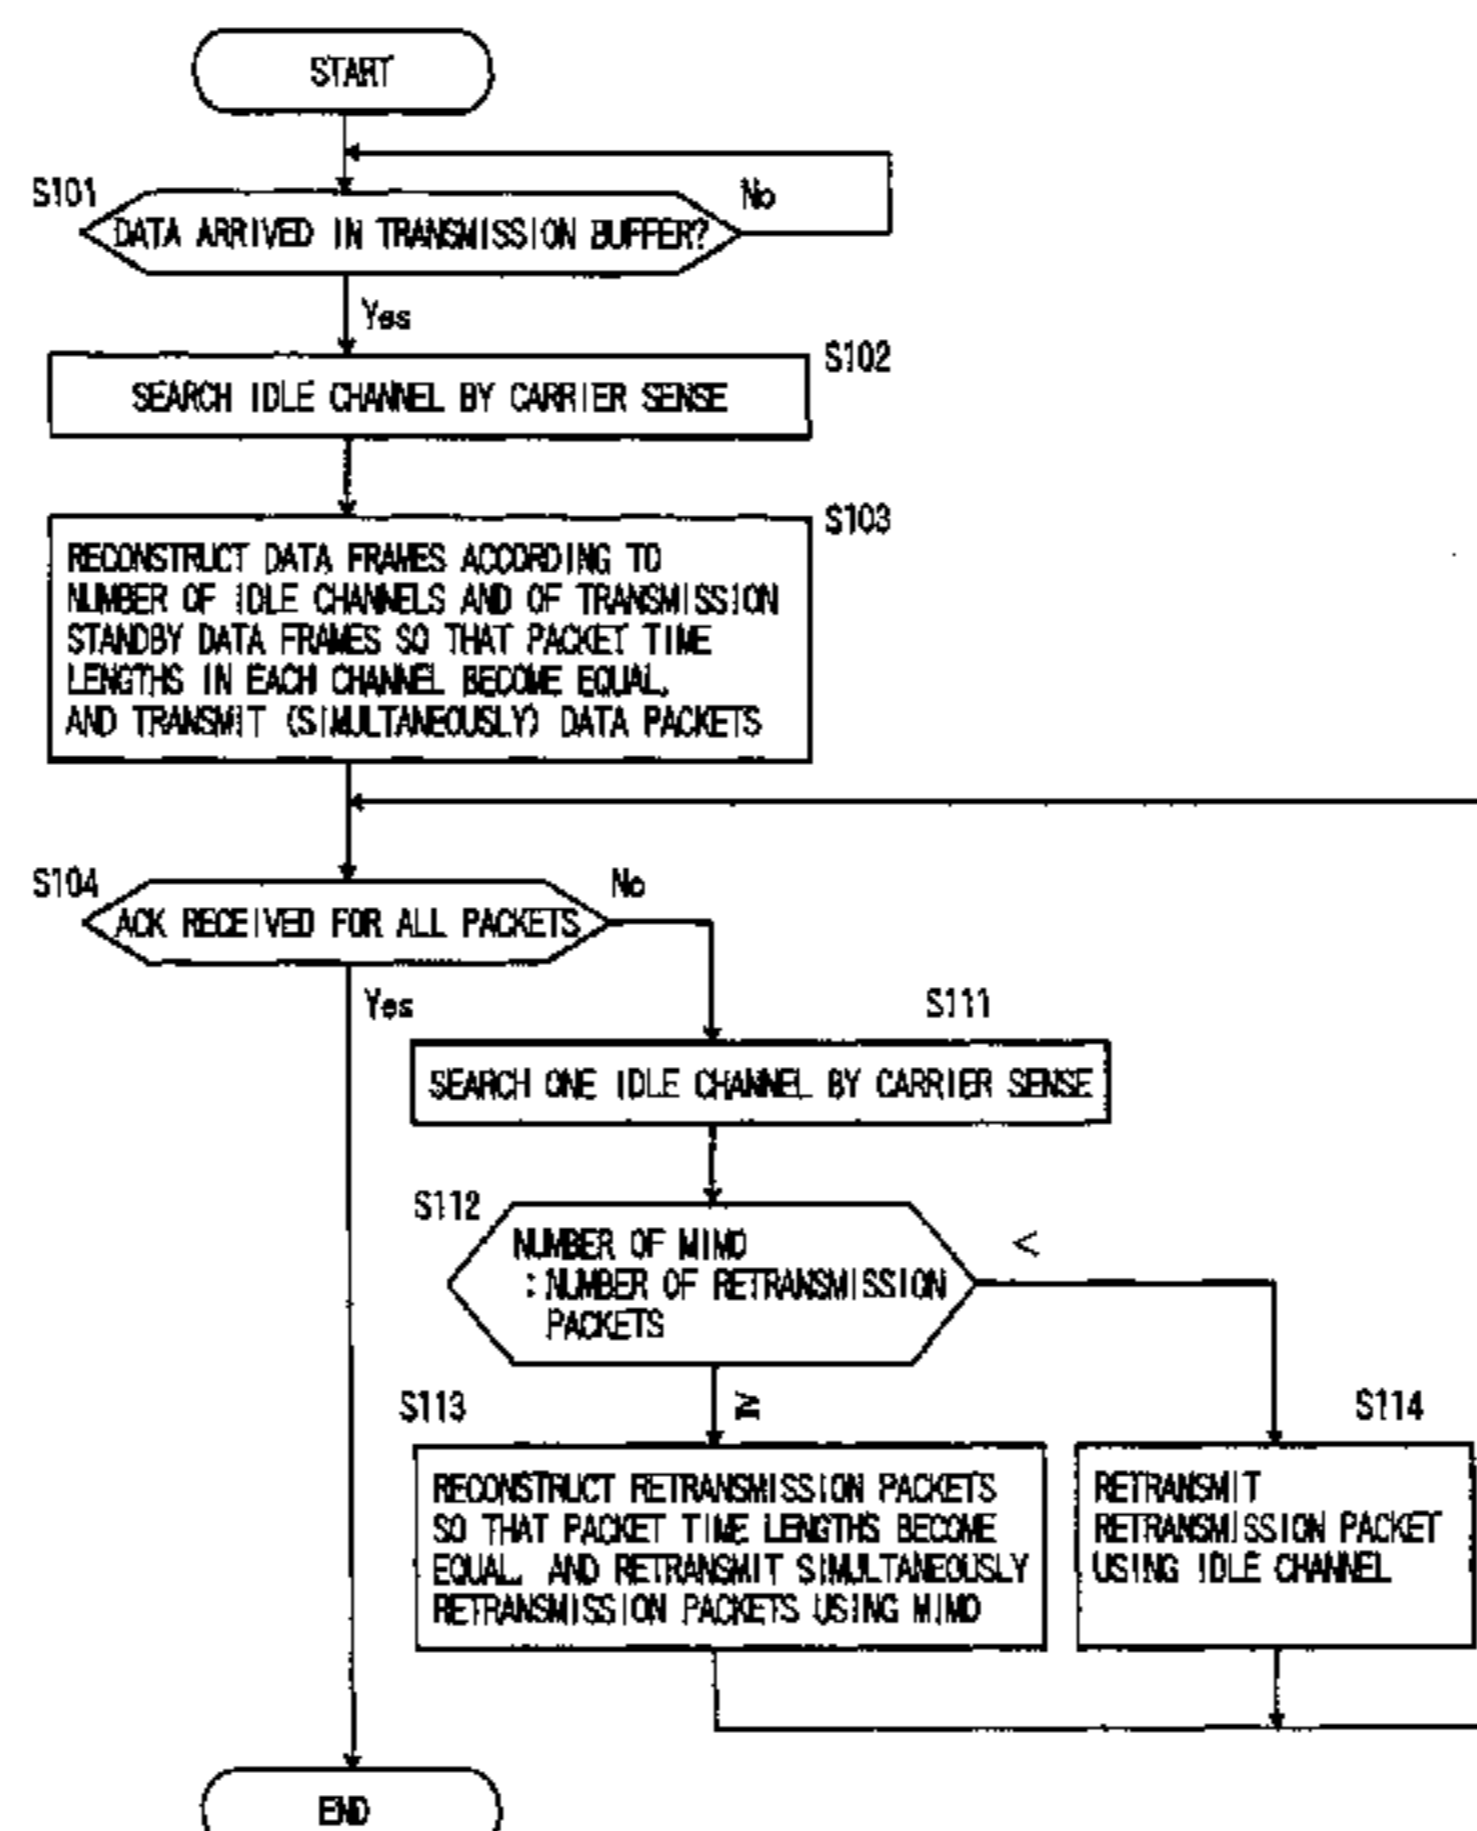 START
S101
DATA ARRIVED IN TRANSMISSION BUFFER?
No
Yes
S102
SEARCH IDLE CHANNEL BY CARRIER SENSE
S103
RECONSTRUCT DATA FRAMES ACCORDING TO
NUMBER OF IDLE CHANNELS AND OF TRANSMISSION
STANDBY DATA FRAMES SO THAT PACKET TIME
LENGTHS IN EACH CHANNEL BECOME EQUAL,
AND TRANSMIT (SIMULTANEOUSLY) DATA PACKETS
S104
ACK RECEIVED FOR ALL PACKETS
No
Yes
S111
SEARCH ONE IDLE CHANNEL BY CARRIER SENSE
S112
NUMBER OF MIMO
: NUMBER OF RETRANSMISSION
PACKETS
<
S113
≥
S114
RECONSTRUCT RETRANSMISSION PACKETS
SO THAT PACKET TIME LENGTHS BECOME
EQUAL, AND RETRANSMIT SIMULTANEOUSLY
RETRANSMISSION PACKETS USING MIMO
RETRANSMIT
RETRANSMISSION PACKET
USING IDLE CHANNEL
END